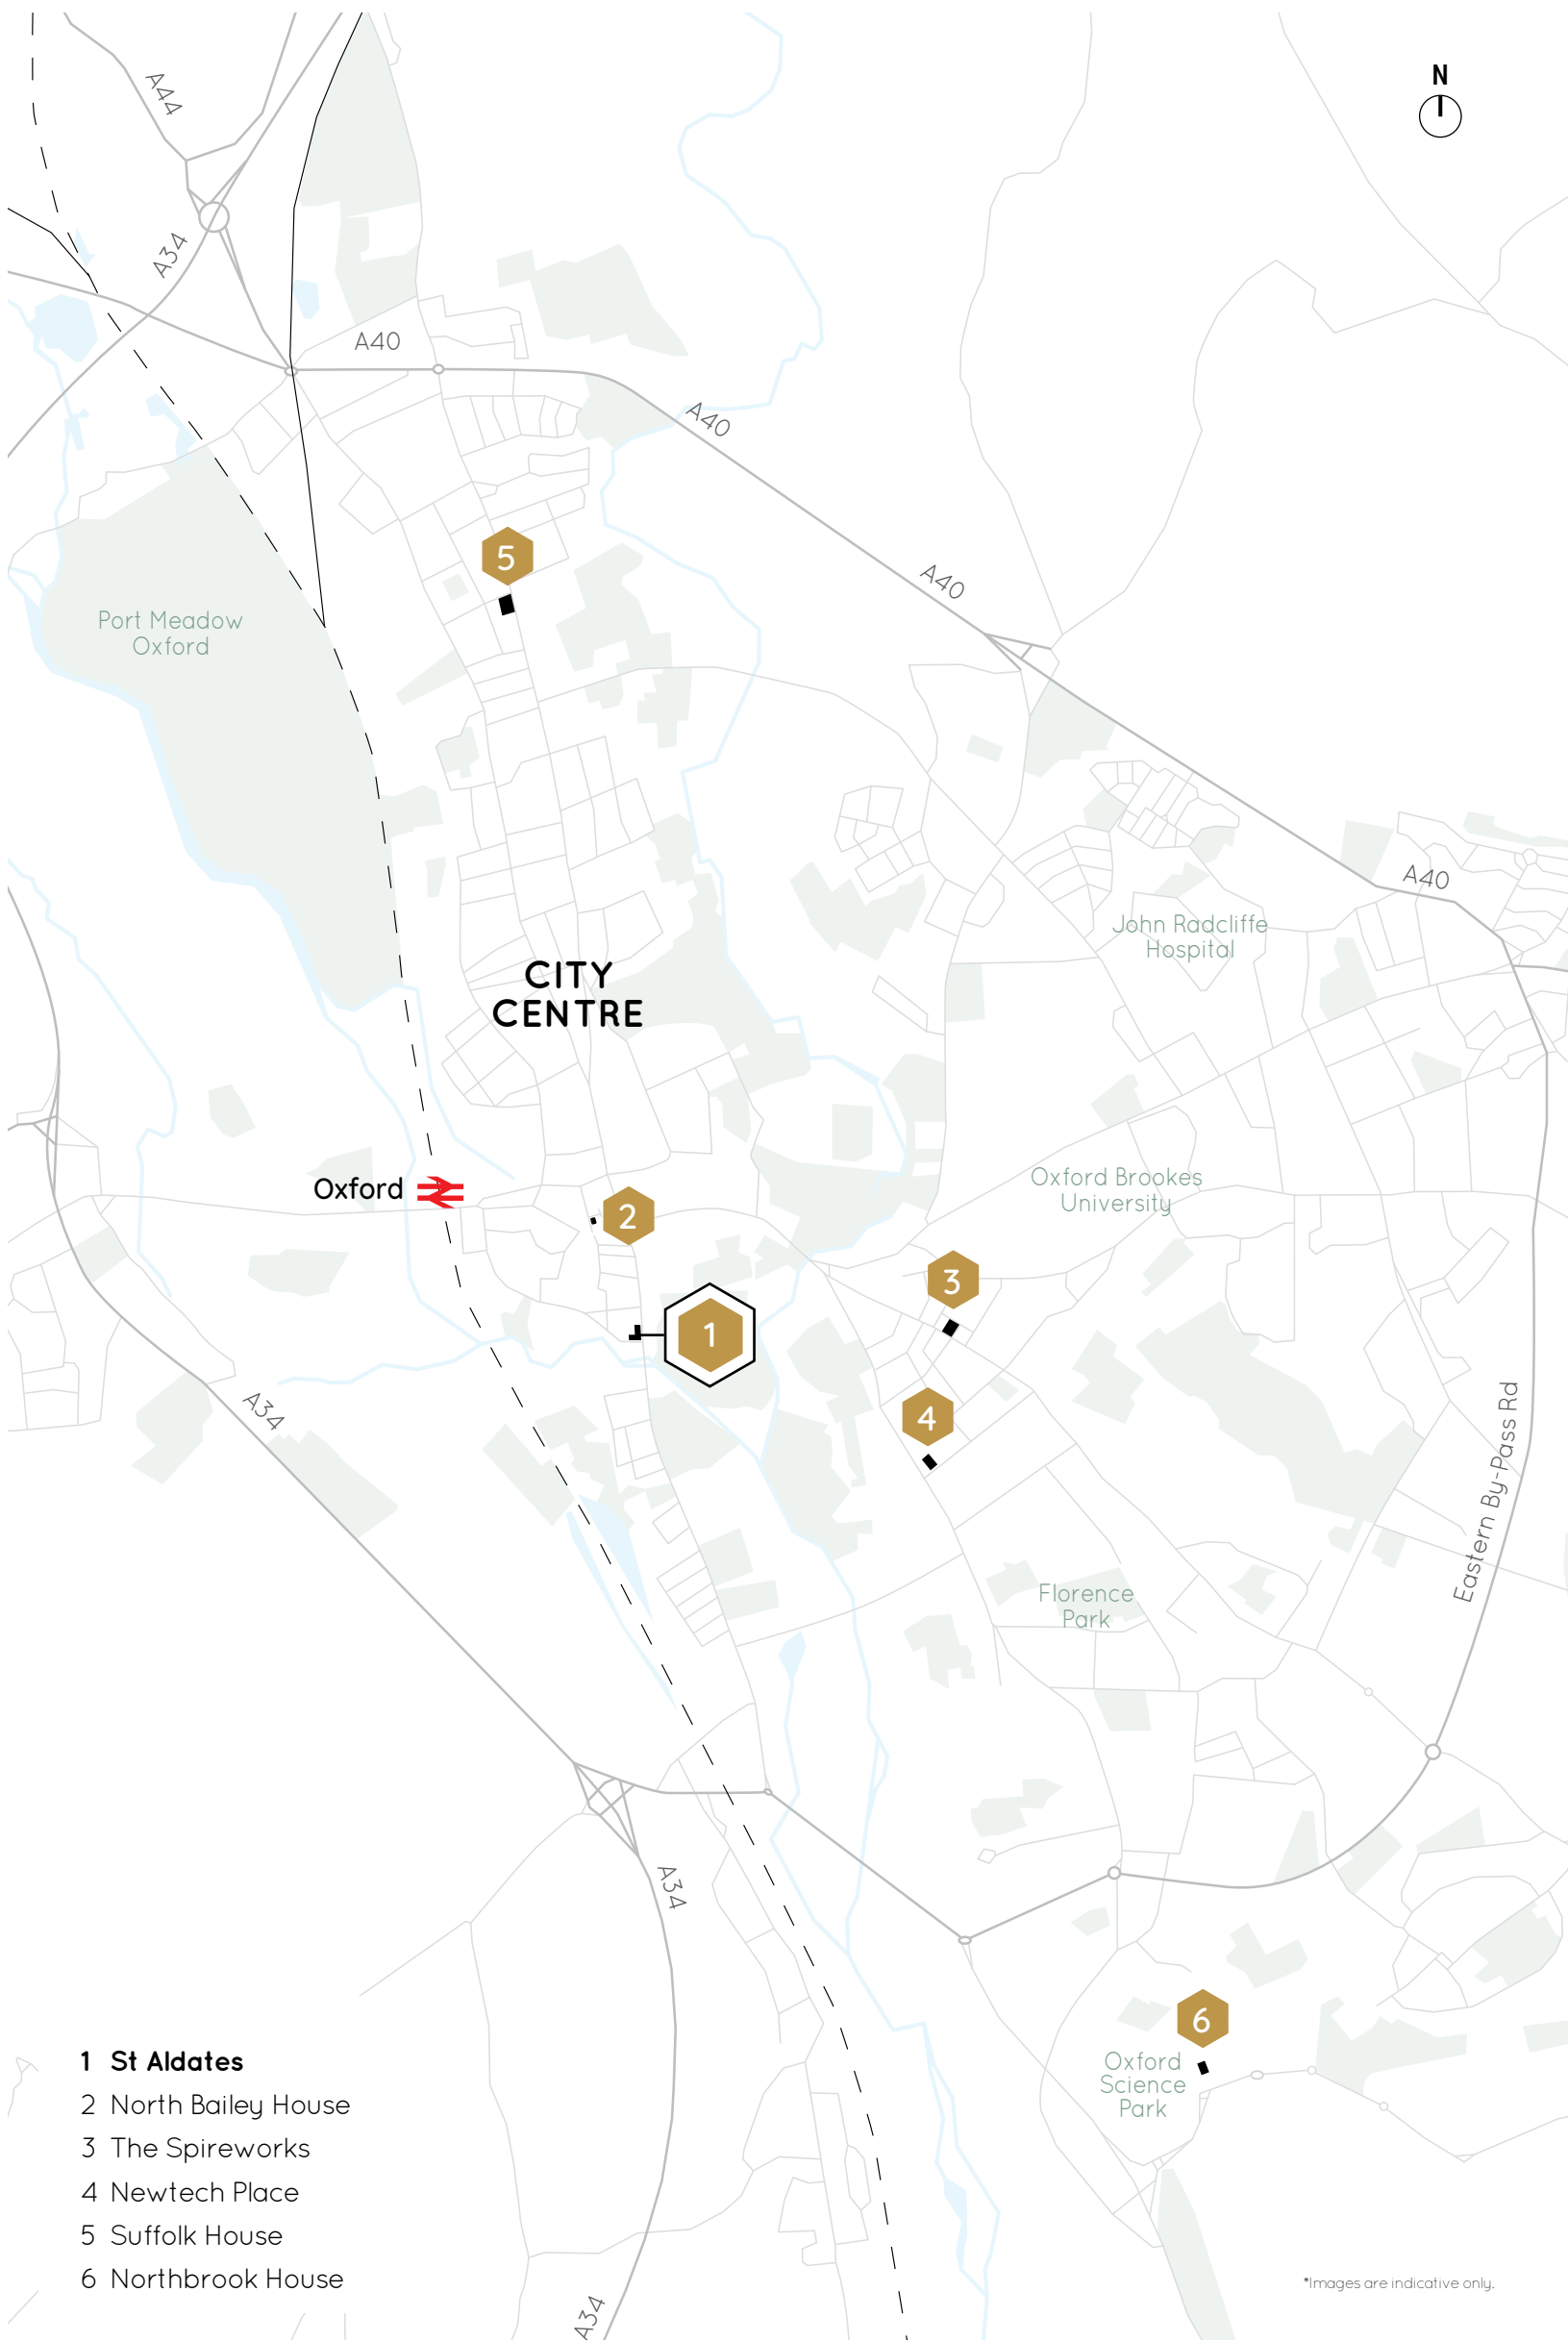 N
A44
A34
A40
A40
5
A40
Port Meadow
Oxford
A40
John Radcliffe
Hospital
CITY
CENTRE
Oxford Brookes
University
Oxford
2
3
1
4
A34
Eastern By-Pass Rd
Florence
Park
A34
6
Oxford
Science
Park
1 St Aldates
2 North Bailey House
3 The Spireworks
4 Newtech Place
5 Suffolk House
6 Northbrook House
*Images are indicative only.
A34